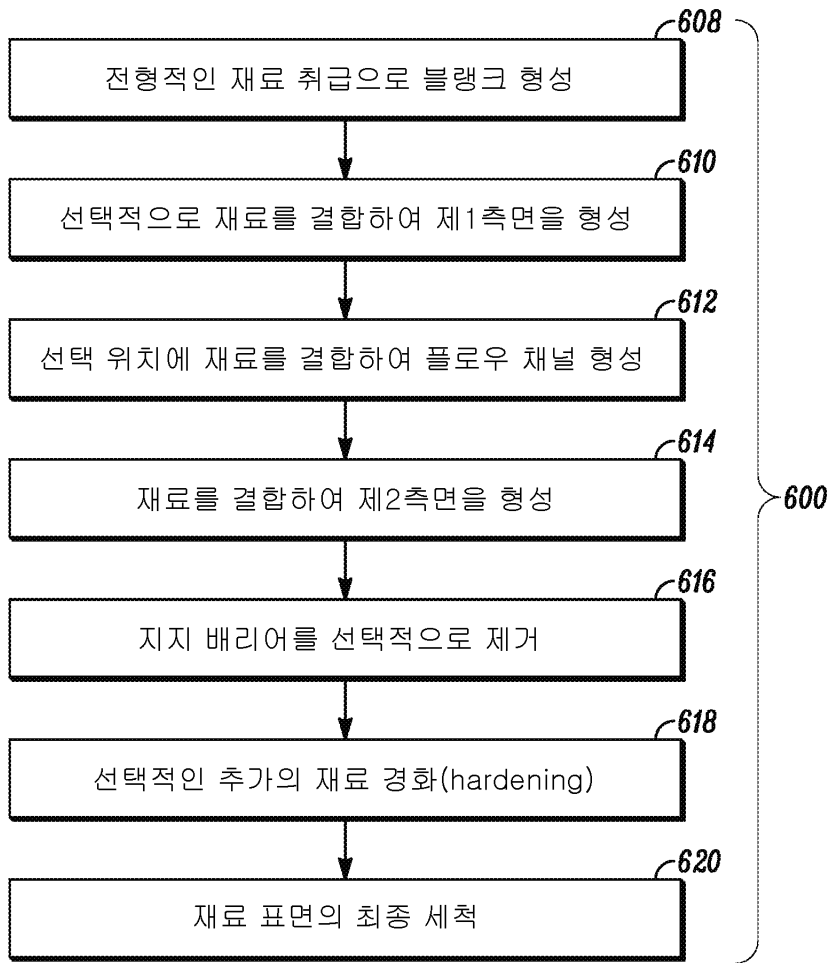 608
전형적인 재료 취급으로 블랭크 형성
610
선택적으로 재료를 결합하여 제1측면을 형성
612
선택 위치에 재료를 결합하여 플로우 채널 형성
614
재료를 결합하여 제2측면을 형성
600
616
지지 배리어를 선택적으로 제거
618
선택적인 추가의 재료 경화(hardening)
620
재료 표면의 최종 세척